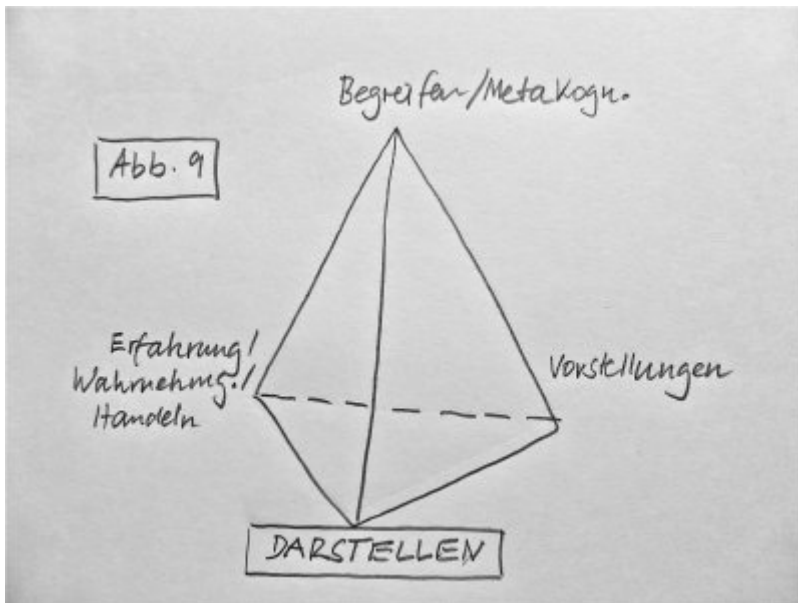 Begreifen/Metakogn.
Abb. 9
Erfahrung/
Wahrnehmg./
Handeln
Vorstellungen
DARSTELLEN